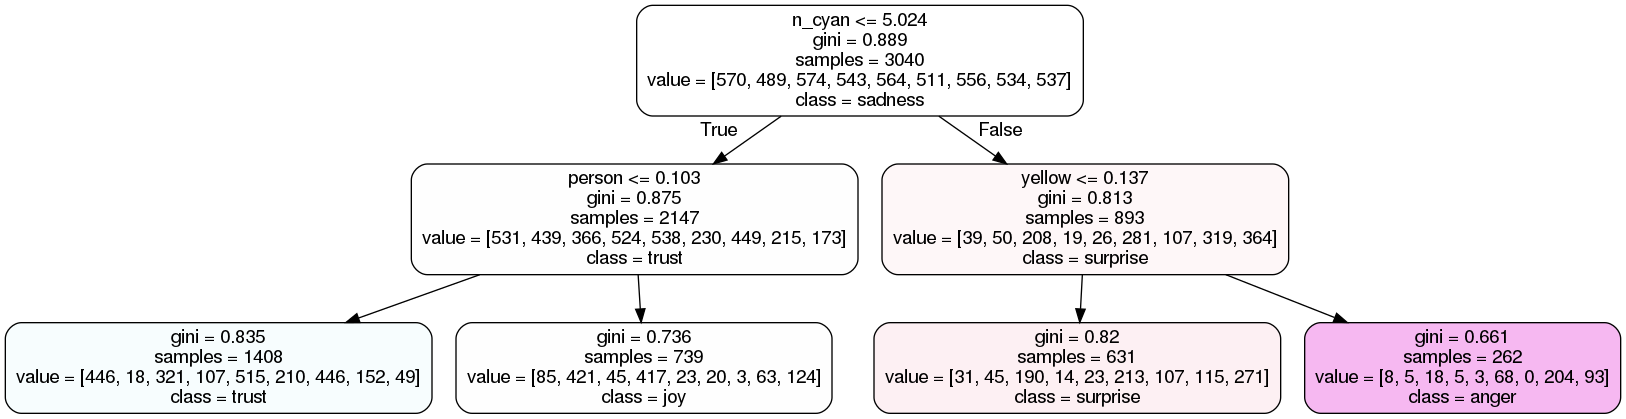 n_cyan <= 5.024
gini = 0.889
samples = 3040
value = [570, 489, 574, 543, 564, 511, 556, 534, 537]
class = sadness
True
False
person <= 0.103
gini = 0.875
samples = 2147
value = [531, 439, 366, 524, 538, 230, 449, 215, 173]
class = trust
yellow <= 0.137
gini = 0.813
samples = 893
value = [39, 50, 208, 19, 26, 281, 107, 319, 364]
class = surprise
gini = 0.835
samples = 1408
value = [446, 18, 321, 107, 515, 210, 446, 152, 49]
class = trust
gini = 0.736
samples = 739
value = [85, 421, 45, 417, 23, 20, 3, 63, 124]
class = joy
gini = 0.82
samples = 631
value = [31, 45, 190, 14, 23, 213, 107, 115, 271]
class = surprise
gini = 0.661
samples = 262
value = [8, 5, 18, 5, 3, 68, 0, 204, 93]
class = anger